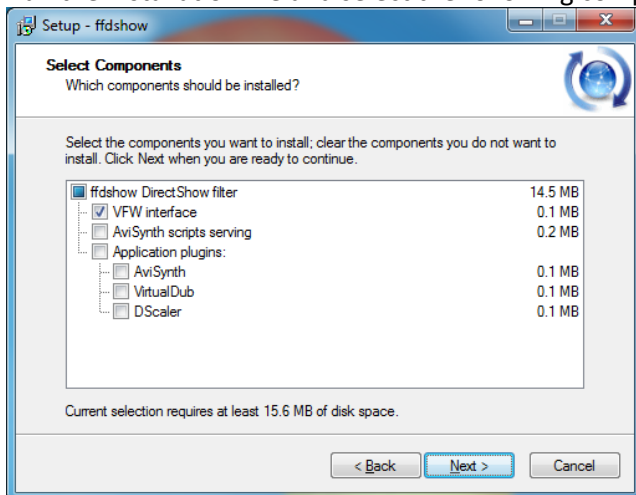 Setup - ffdshow
Select Components
Which components should be installed?
Select the components you want to install; clear the components you do not want to
install. Click Next when you are ready to continue.
ffdshow DirectShow filter 14.5 MB
VFW interface 0.1 MB
AviSynth scripts serving 0.2 MB
Application plugins:
AviSynth 0.1 MB
VirtualDub 0.1 MB
DScaler 0.1 MB
Current selection requires at least 15.6 MB of disk space.
< Back Next > Cancel